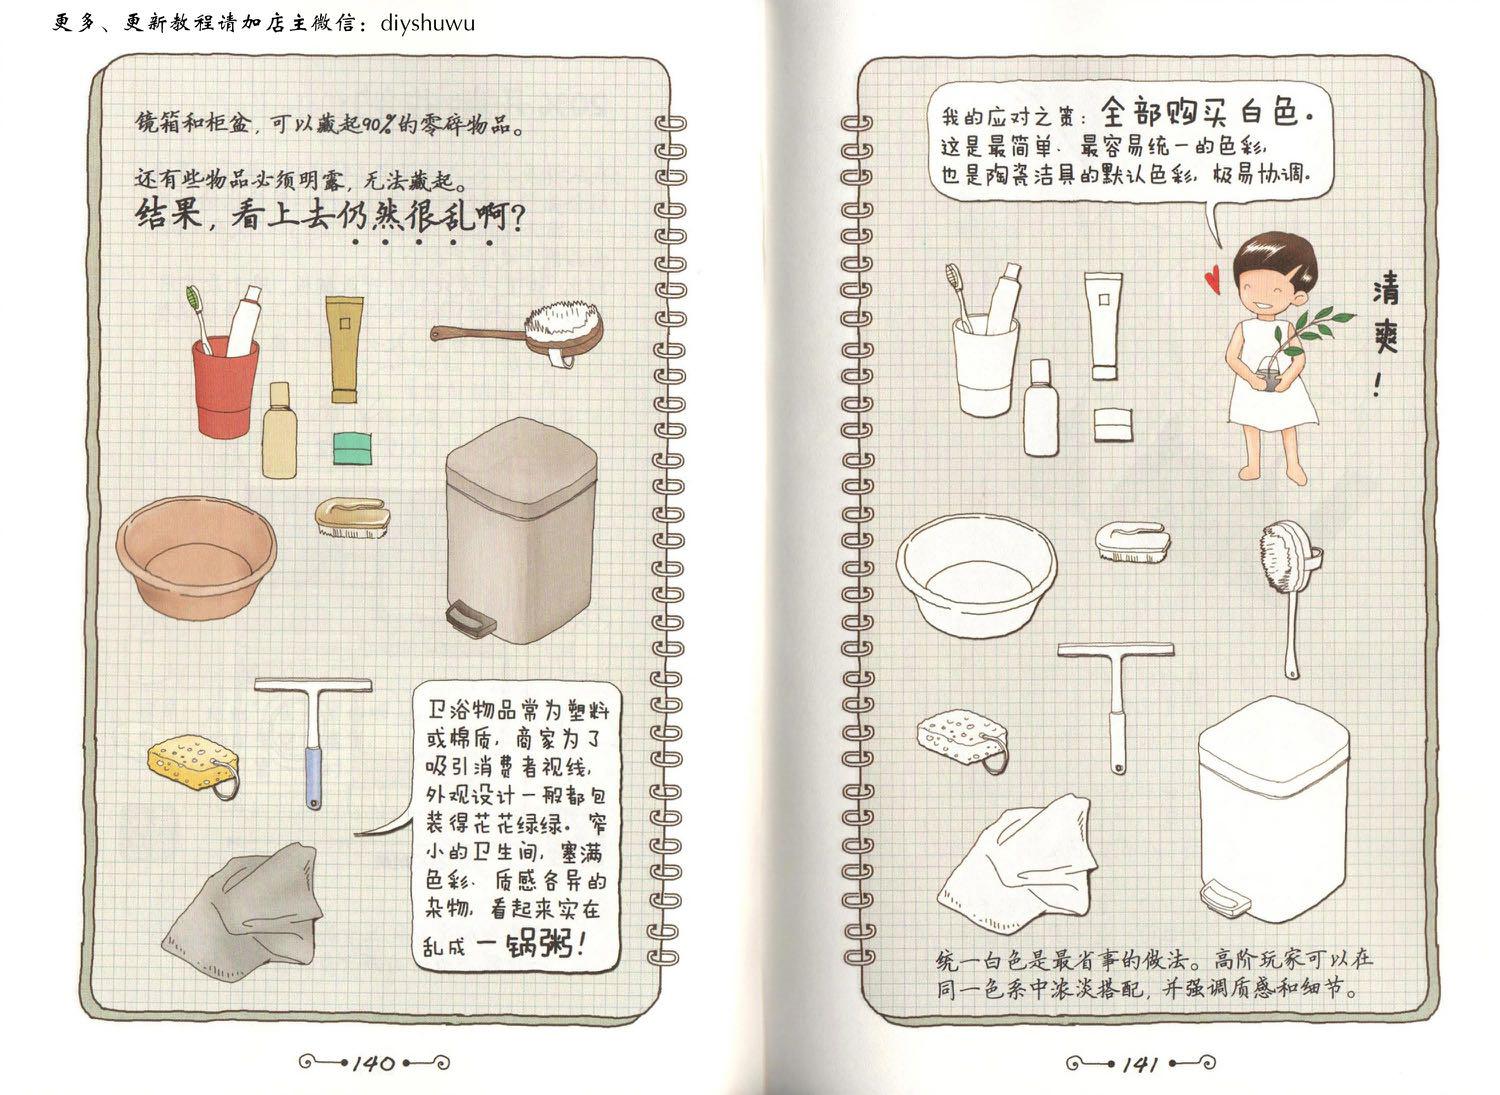 更多、更新教程请加店主微信：diyshuwu
镜箱和柜盆，可以藏起90%的零碎物品。
还有些物品必须明露，无法藏起。
结果，看上去仍然很乱啊？
卫浴物品常为塑料
或棉质，商家为了
吸引消费者视线，
外观设计一般都包
装得花花绿绿。窄
小的卫生间，塞满
色彩、质感各异的
杂物，看起来实在
乱成一锅粥！
140
我的应对之策：全部购买白色。
这是最简单、最容易统一的色彩，
也是陶瓷洁具的默认色彩，极易协调。
清爽！
统一白色是最省事的做法。高阶玩家可以在
同一色系中浓淡搭配，并强调质感和细节。
141